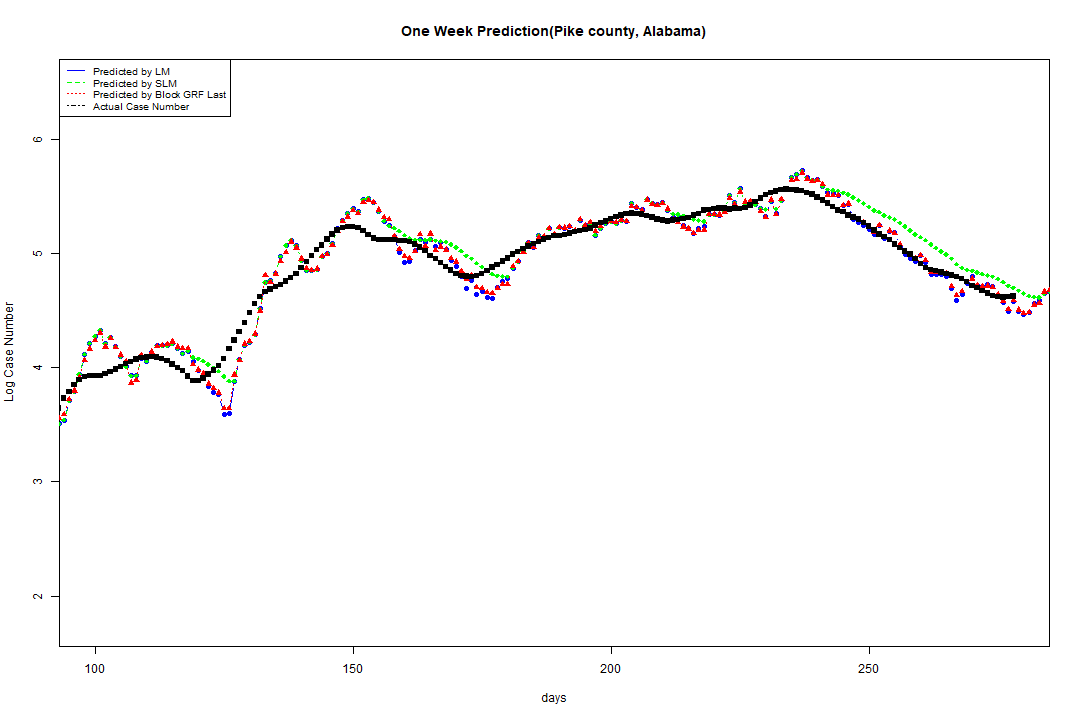 One Week Prediction(Pike county, Alabama)
Predicted by LM
Predicted by SLM
Predicted by Block GRF Last
Actual Case Number
6
5
4
3
2
Log Case Number
100 150 200 250
days